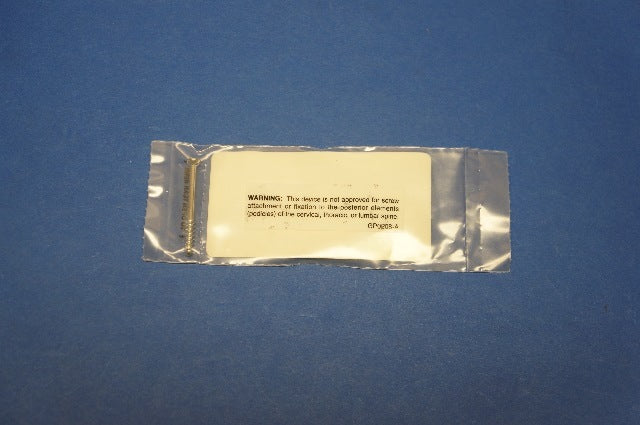 WARNING: This device is not approved for screw
attachment or fixation to the posterior elements
(pedicles) of the cervical, thoracic, or lumbar spine.
GP0208-A